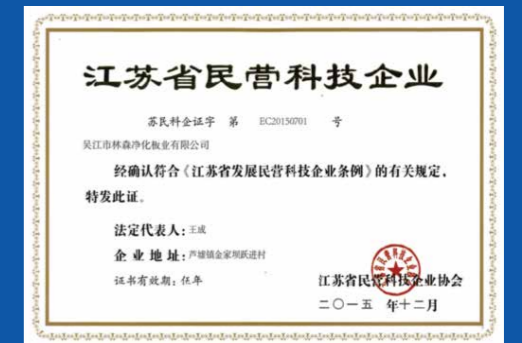 江苏省民营科技企业
苏民科企证字 第 EC20150701 号
吴江市林森净化板业有限公司
经确认符合《江苏省发展民营科技企业条例》的有关规定，
特发此证。
法定代表人：王成
企业地址：芦墟镇金家坝跃进村
证书有效期：伍年
江苏省民营科技企业协会
二〇一五 年十二月